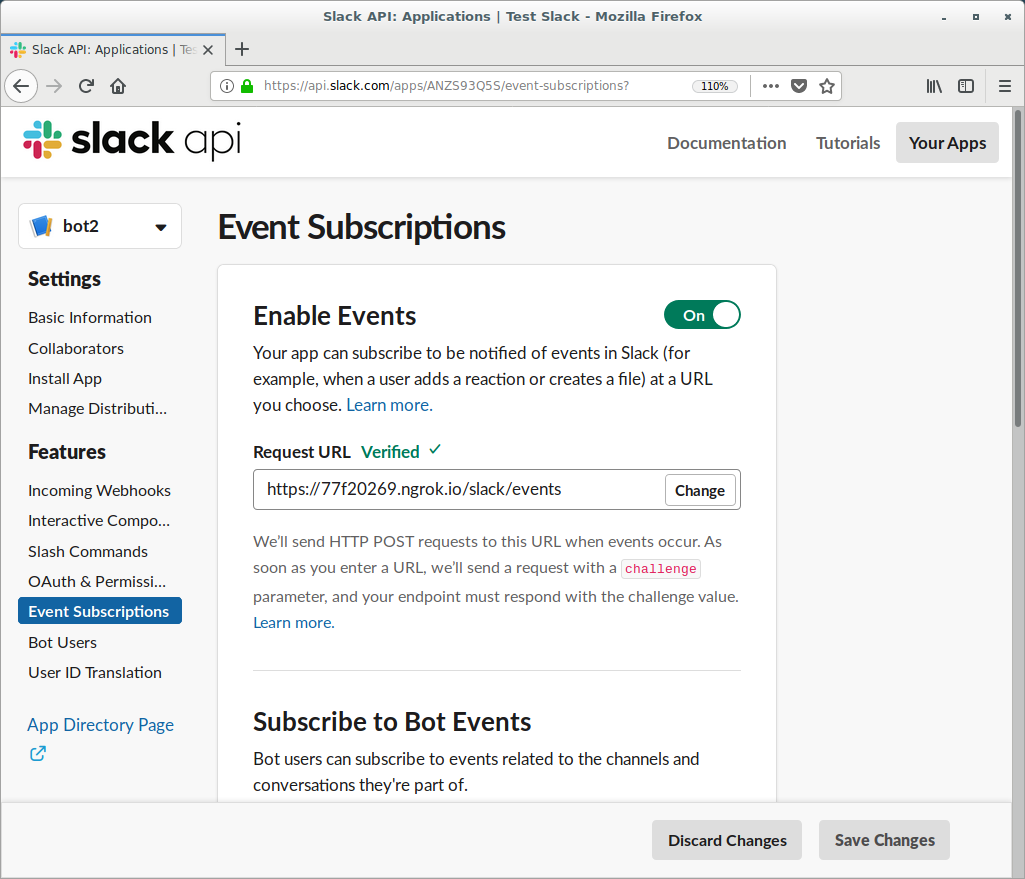 Slack API: Applications | Test Slack - Mozilla Firefox
Slack API: Applications | Tes
https://api.slack.com/apps/ANZS93Q5S/event-subscriptions?
110%
slack api
Documentation
Tutorials
Your Apps
bot2
Settings
Basic Information
Collaborators
Install App
Manage Distributi...
Features
Incoming Webhooks
Interactive Compo...
Slash Commands
OAuth & Permissi...
Event Subscriptions
Bot Users
User ID Translation
App Directory Page
Event Subscriptions
Enable Events
On
Your app can subscribe to be notified of events in Slack (for
example, when a user adds a reaction or creates a file) at a URL
you choose. Learn more.
Request URL Verified ✓
https://77f20269.ngrok.io/slack/events
Change
We’ll send HTTP POST requests to this URL when events occur. As
soon as you enter a URL, we’ll send a request with a challenge
parameter, and your endpoint must respond with the challenge value.
Learn more.
Subscribe to Bot Events
Bot users can subscribe to events related to the channels and
conversations they're part of.
Discard Changes
Save Changes